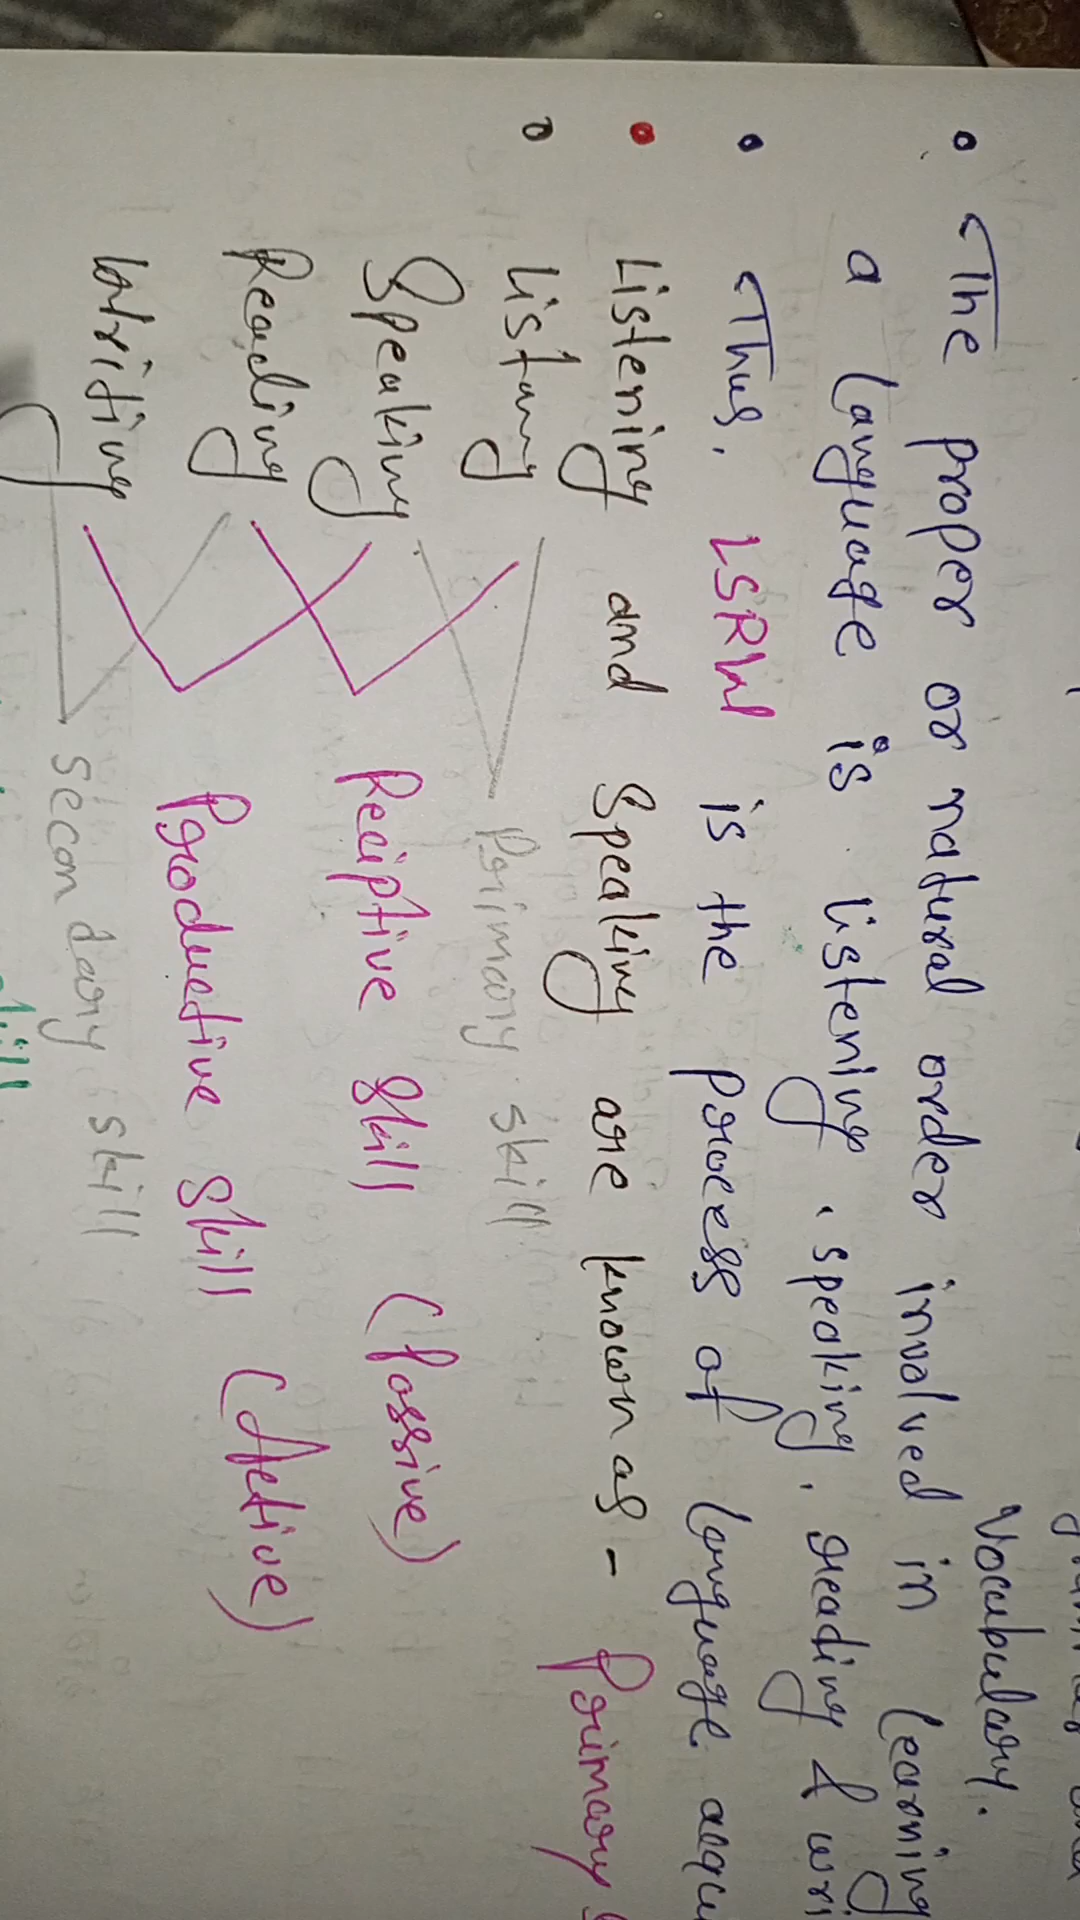 Vocabulary.
• The proper or natural order involved in learning
a language is listening, speaking, reading & wri
• Thus, LSRW is the process of language acqu
• Listening and Speaking are known as - Primary
• Listany
Primary skill
Speaking
Reciptive Skill (Passive)
Reading
Productive Skill (Active)
Writing
secondary skill